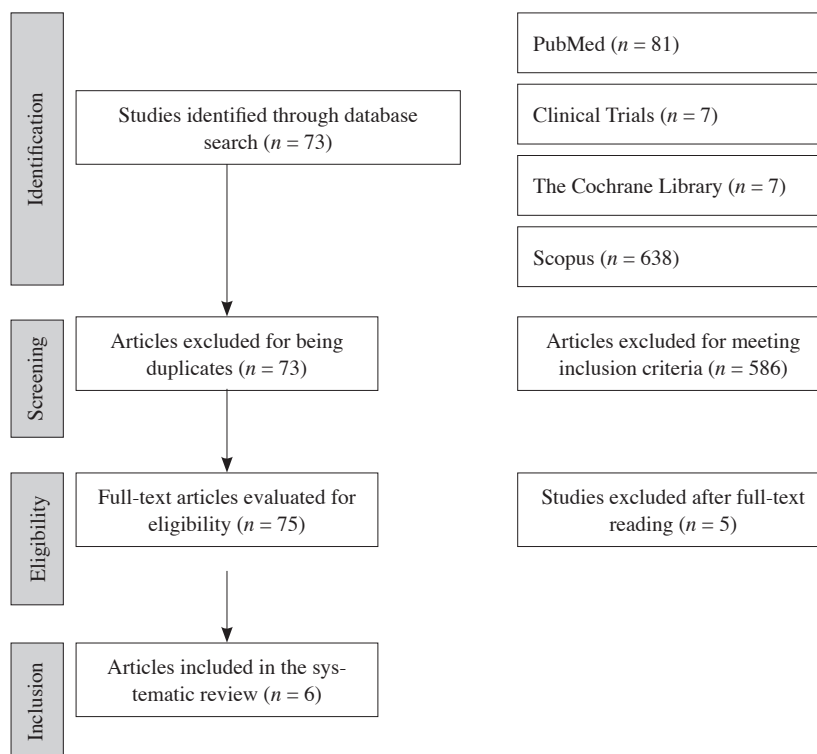 Identification
Studies identified through database
search (n = 73)
PubMed (n = 81)
Clinical Trials (n = 7)
The Cochrane Library (n = 7)
Scopus (n = 638)
Screening
Articles excluded for being
duplicates (n = 73)
Articles excluded for meeting
inclusion criteria (n = 586)
Eligibility
Full-text articles evaluated for
eligibility (n = 75)
Studies excluded after full-text
reading (n = 5)
Inclusion
Articles included in the sys-
tematic review (n = 6)